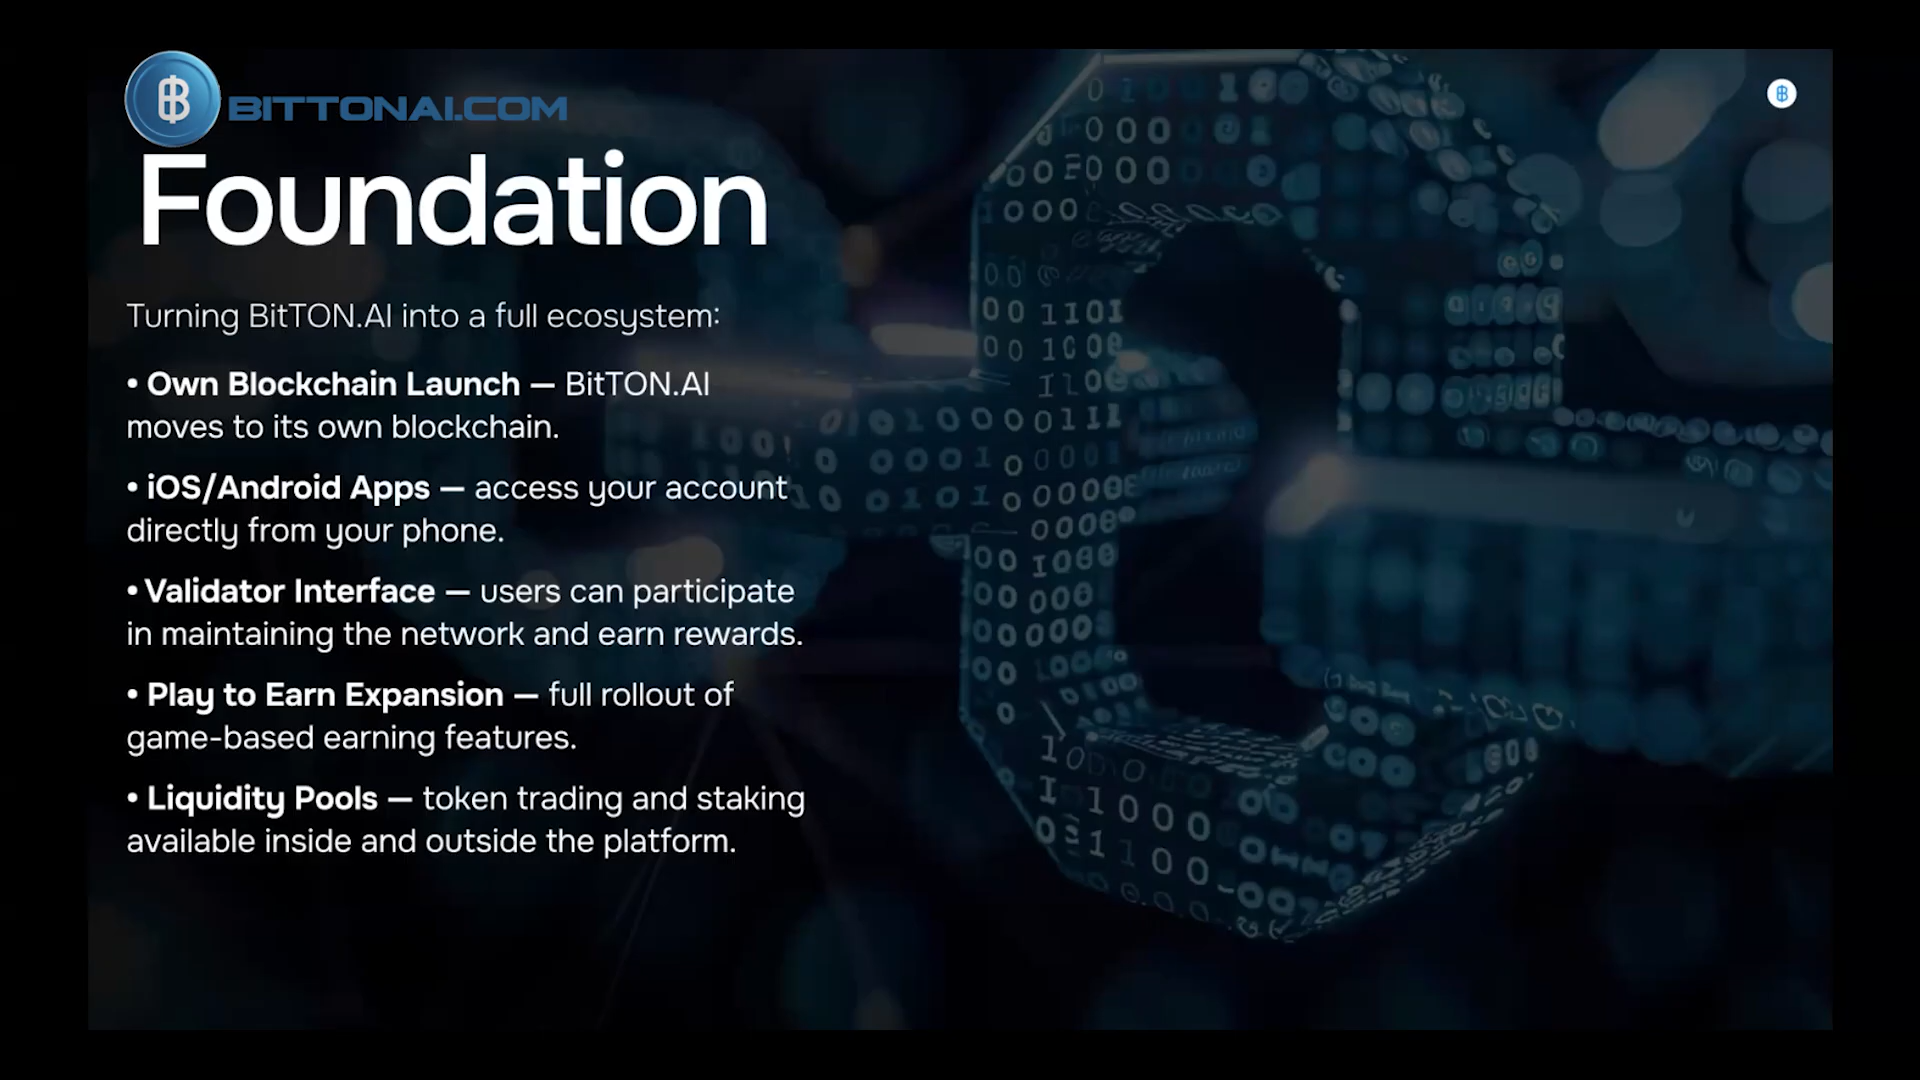 BITTONAI.COM
Foundation
Turning BitTON.AI into a full ecosystem:
• Own Blockchain Launch — BitTON.AI
moves to its own blockchain.
• iOS/Android Apps — access your account
directly from your phone.
• Validator Interface — users can participate
in maintaining the network and earn rewards.
• Play to Earn Expansion — full rollout of
game-based earning features.
• Liquidity Pools — token trading and staking
available inside and outside the platform.